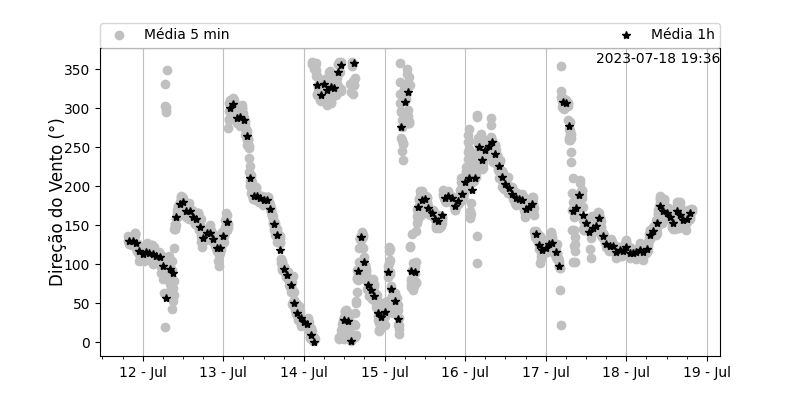 Média 5 min
Média 1h
2023-07-18 19:36
Direção do Vento (°)
350
300
250
200
150
100
50
0
12 - Jul
13 - Jul
14 - Jul
15 - Jul
16 - Jul
17 - Jul
18 - Jul
19 - Jul